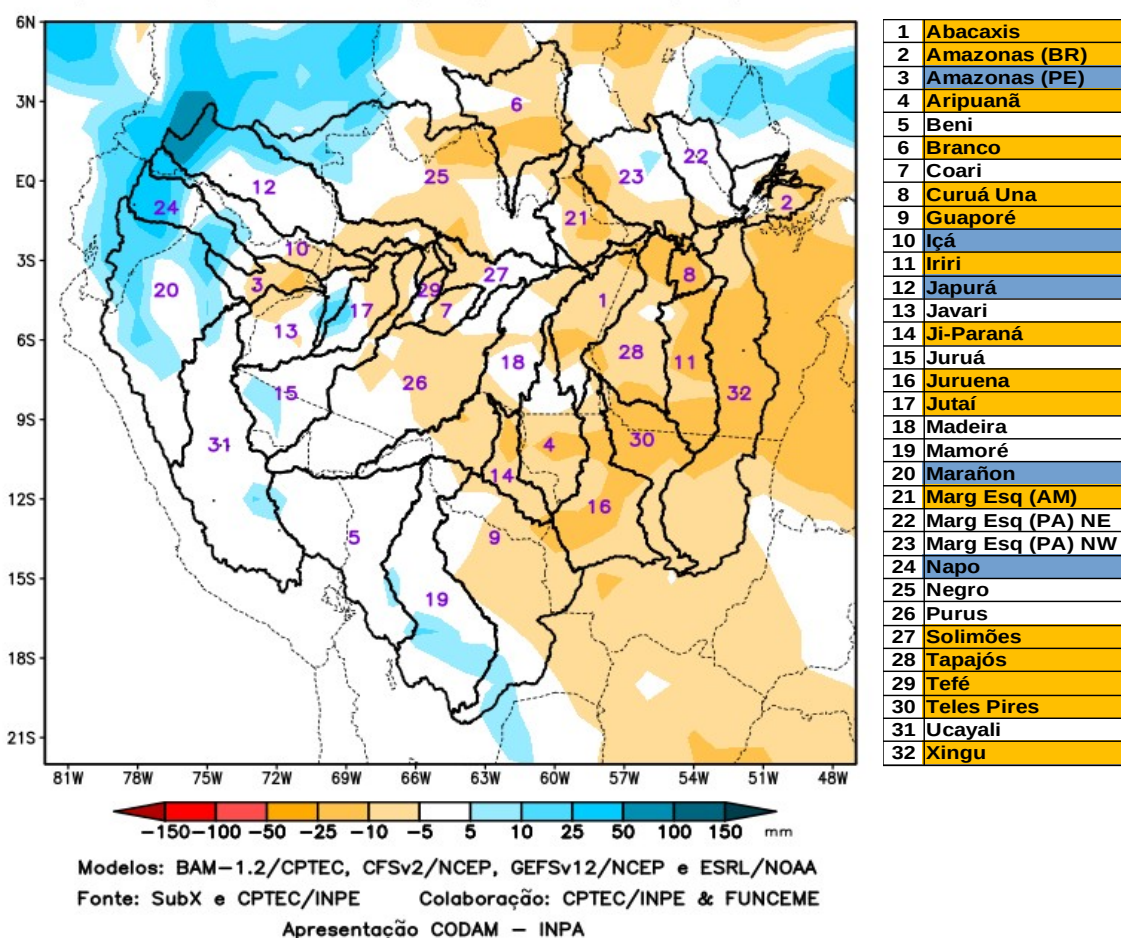 6N
3N
EQ
3S
6S
9S
12S
15S
18S
21S
81W 78W 75W 72W 69W 66W 63W 60W 57W 54W 51W 48W
6
22
12
25
23
24
21
2
10
27
20
3
29
8
17
7
1
13
28
18
11
26
15
32
31
4
30
14
16
9
5
19
1 Abacaxis
2 Amazonas (BR)
3 Amazonas (PE)
4 Aripuanã
5 Beni
6 Branco
7 Coari
8 Curuá Una
9 Guaporé
10 Içá
11 Iriri
12 Japurá
13 Javari
14 Ji-Paraná
15 Juruá
16 Juruena
17 Jutaí
18 Madeira
19 Mamoré
20 Marañon
21 Marg Esq (AM)
22 Marg Esq (PA) NE
23 Marg Esq (PA) NW
24 Napo
25 Negro
26 Purus
27 Solimões
28 Tapajós
29 Tefé
30 Teles Pires
31 Ucayali
32 Xingu
-150 -100 -50 -25 -10 -5 5 10 25 50 100 150 mm
Modelos: BAM-1.2/CPTEC, CFSv2/NCEP, GEFSv12/NCEP e ESRL/NOAA
Fonte: SubX e CPTEC/INPE Colaboração: CPTEC/INPE & FUNCEME
Apresentação CODAM - INPA